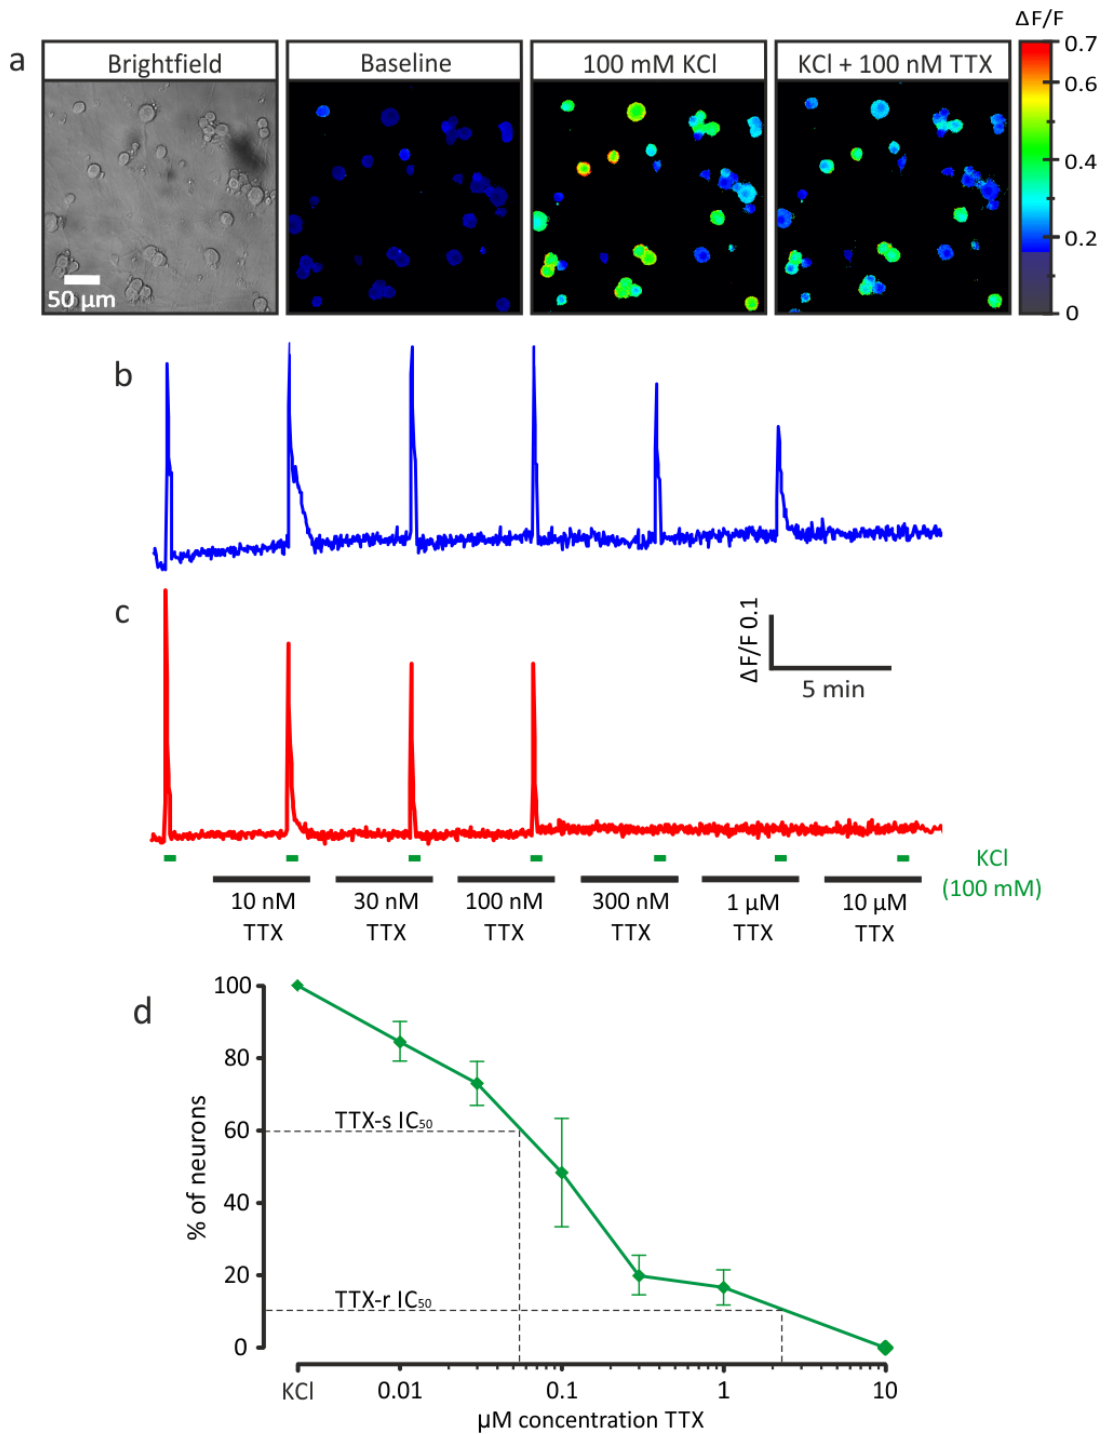 ΔF/F
a
Brightfield
Baseline
100 mM KCl
KCl + 100 nM TTX
0.7
0.6
0.4
0.2
0
50 µm
b
c
ΔF/F 0.1
5 min
KCl
(100 mM)
10 nM
TTX
30 nM
TTX
100 nM
TTX
300 nM
TTX
1 µM
TTX
10 µM
TTX
d
100
80
60
40
20
0
% of neurons
TTX-s IC₅₀
TTX-r IC₅₀
KCl
0.01
0.1
1
10
µM concentration TTX